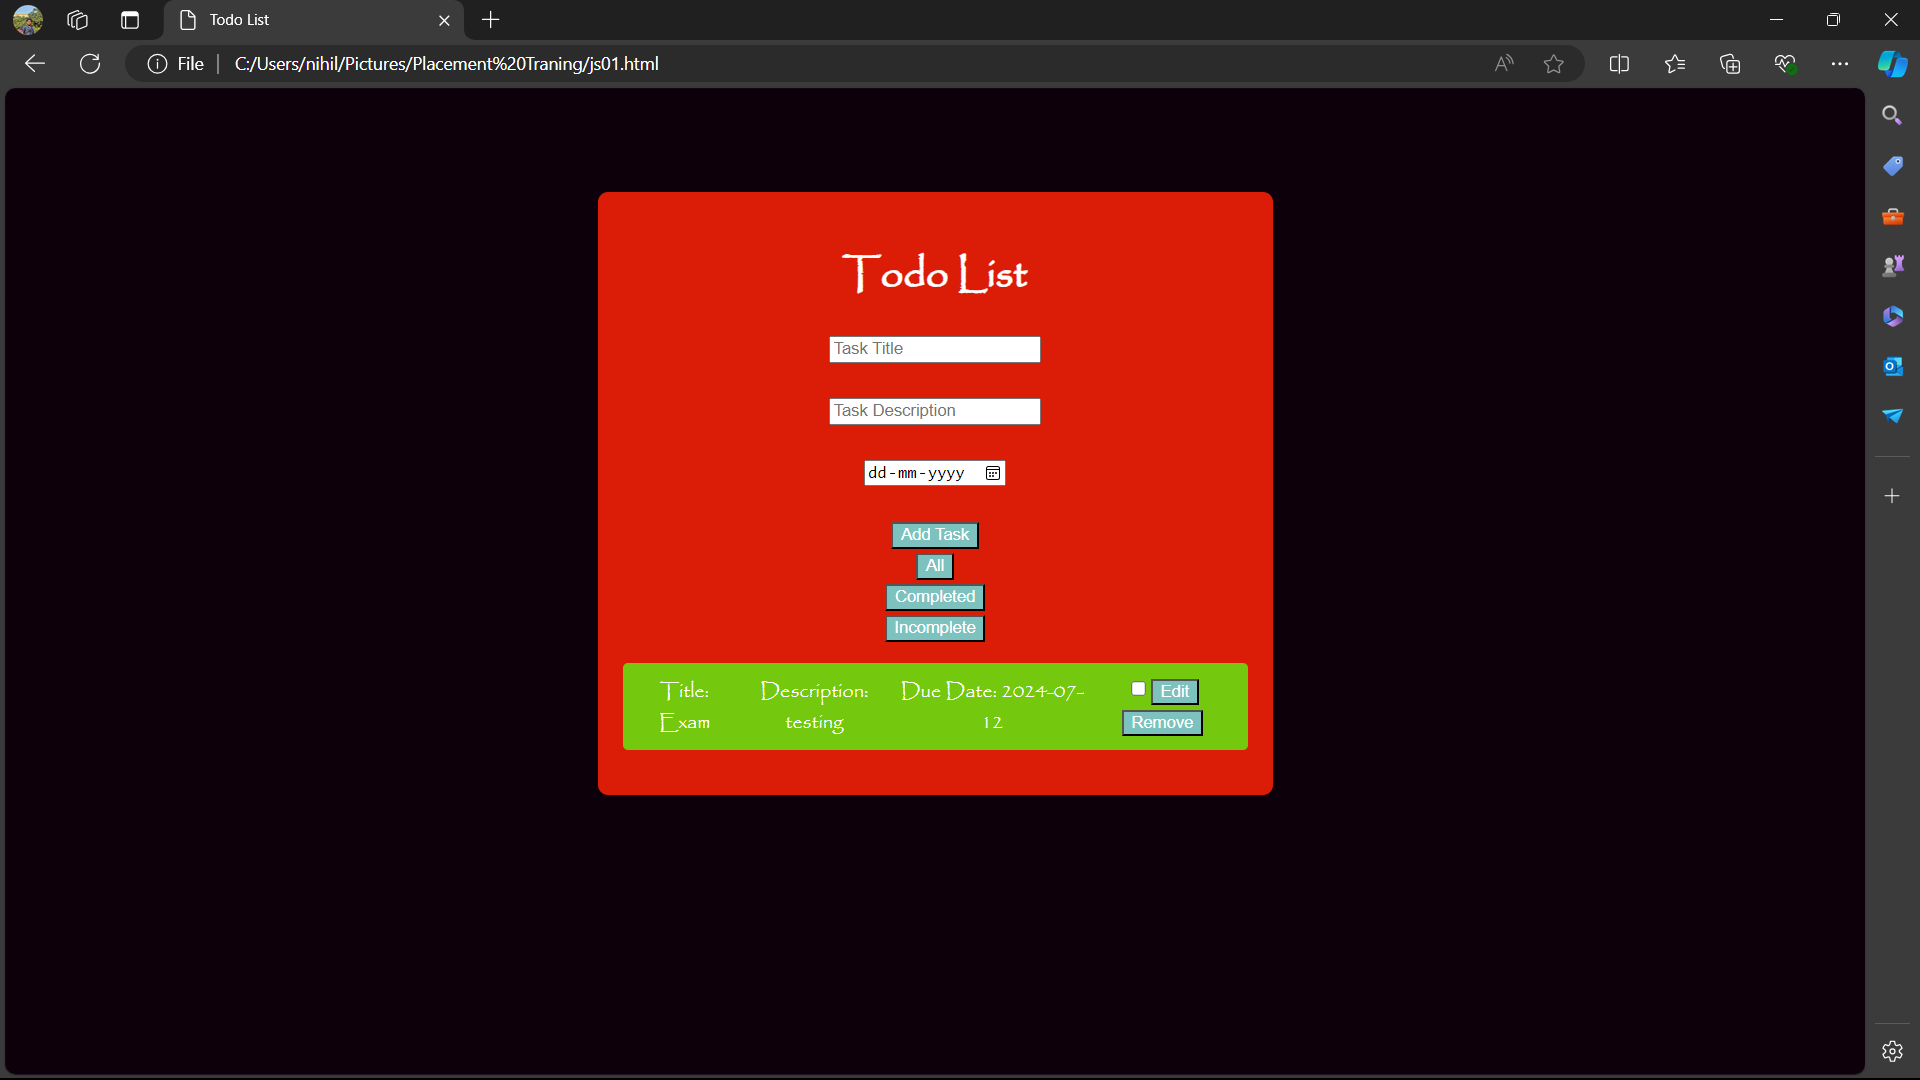 Todo List
File
C:/Users/nihil/Pictures/Placement%20Traning/js01.html
Todo List
Task Title
Task Description
dd-mm-yyyy
Add Task
All
Completed
Incomplete
Title: Description: Due Date: 2024-07- Edit
Exam testing 12 Remove